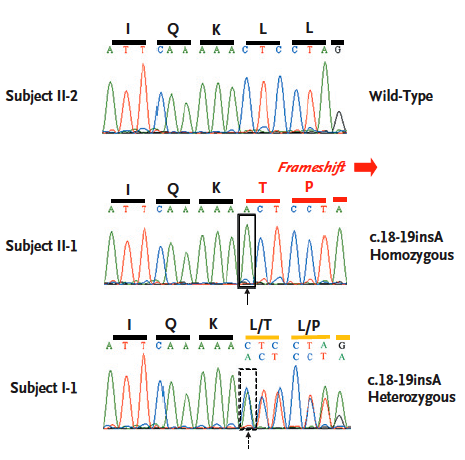 I Q K L L
A T T C A A A A A C T C C T A G
Subject II-2
Wild-Type
Frameshift
I Q K T P
A T T C A A A A A A C T C C T A
Subject II-1
c.18-19insA
Homozygous
I Q K L/T L/P
A T T C A A A A A C T C C T A G
A C T C C T A
Subject I-1
c.18-19insA
Heterozygous